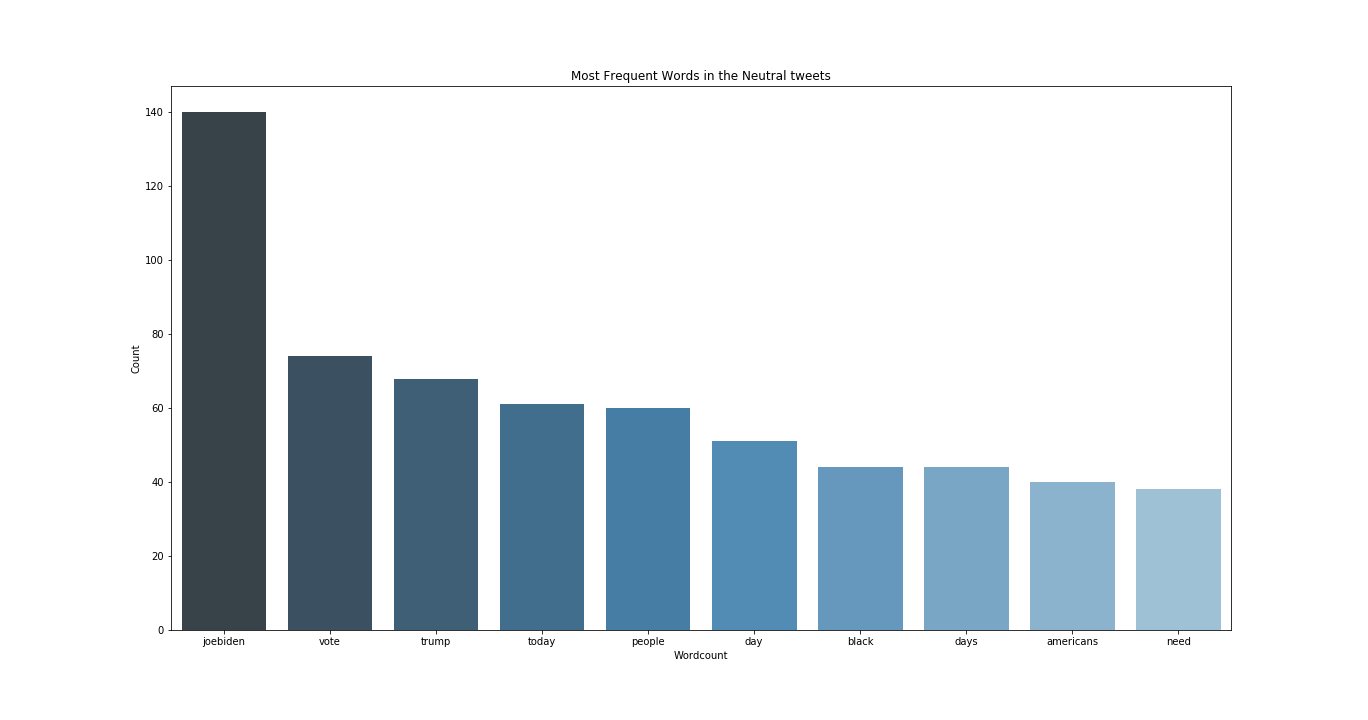 Most Frequent Words in the Neutral tweets
140
120
100
80
60
40
20
0
Count
joebiden vote trump today people day black days americans need
Wordcount